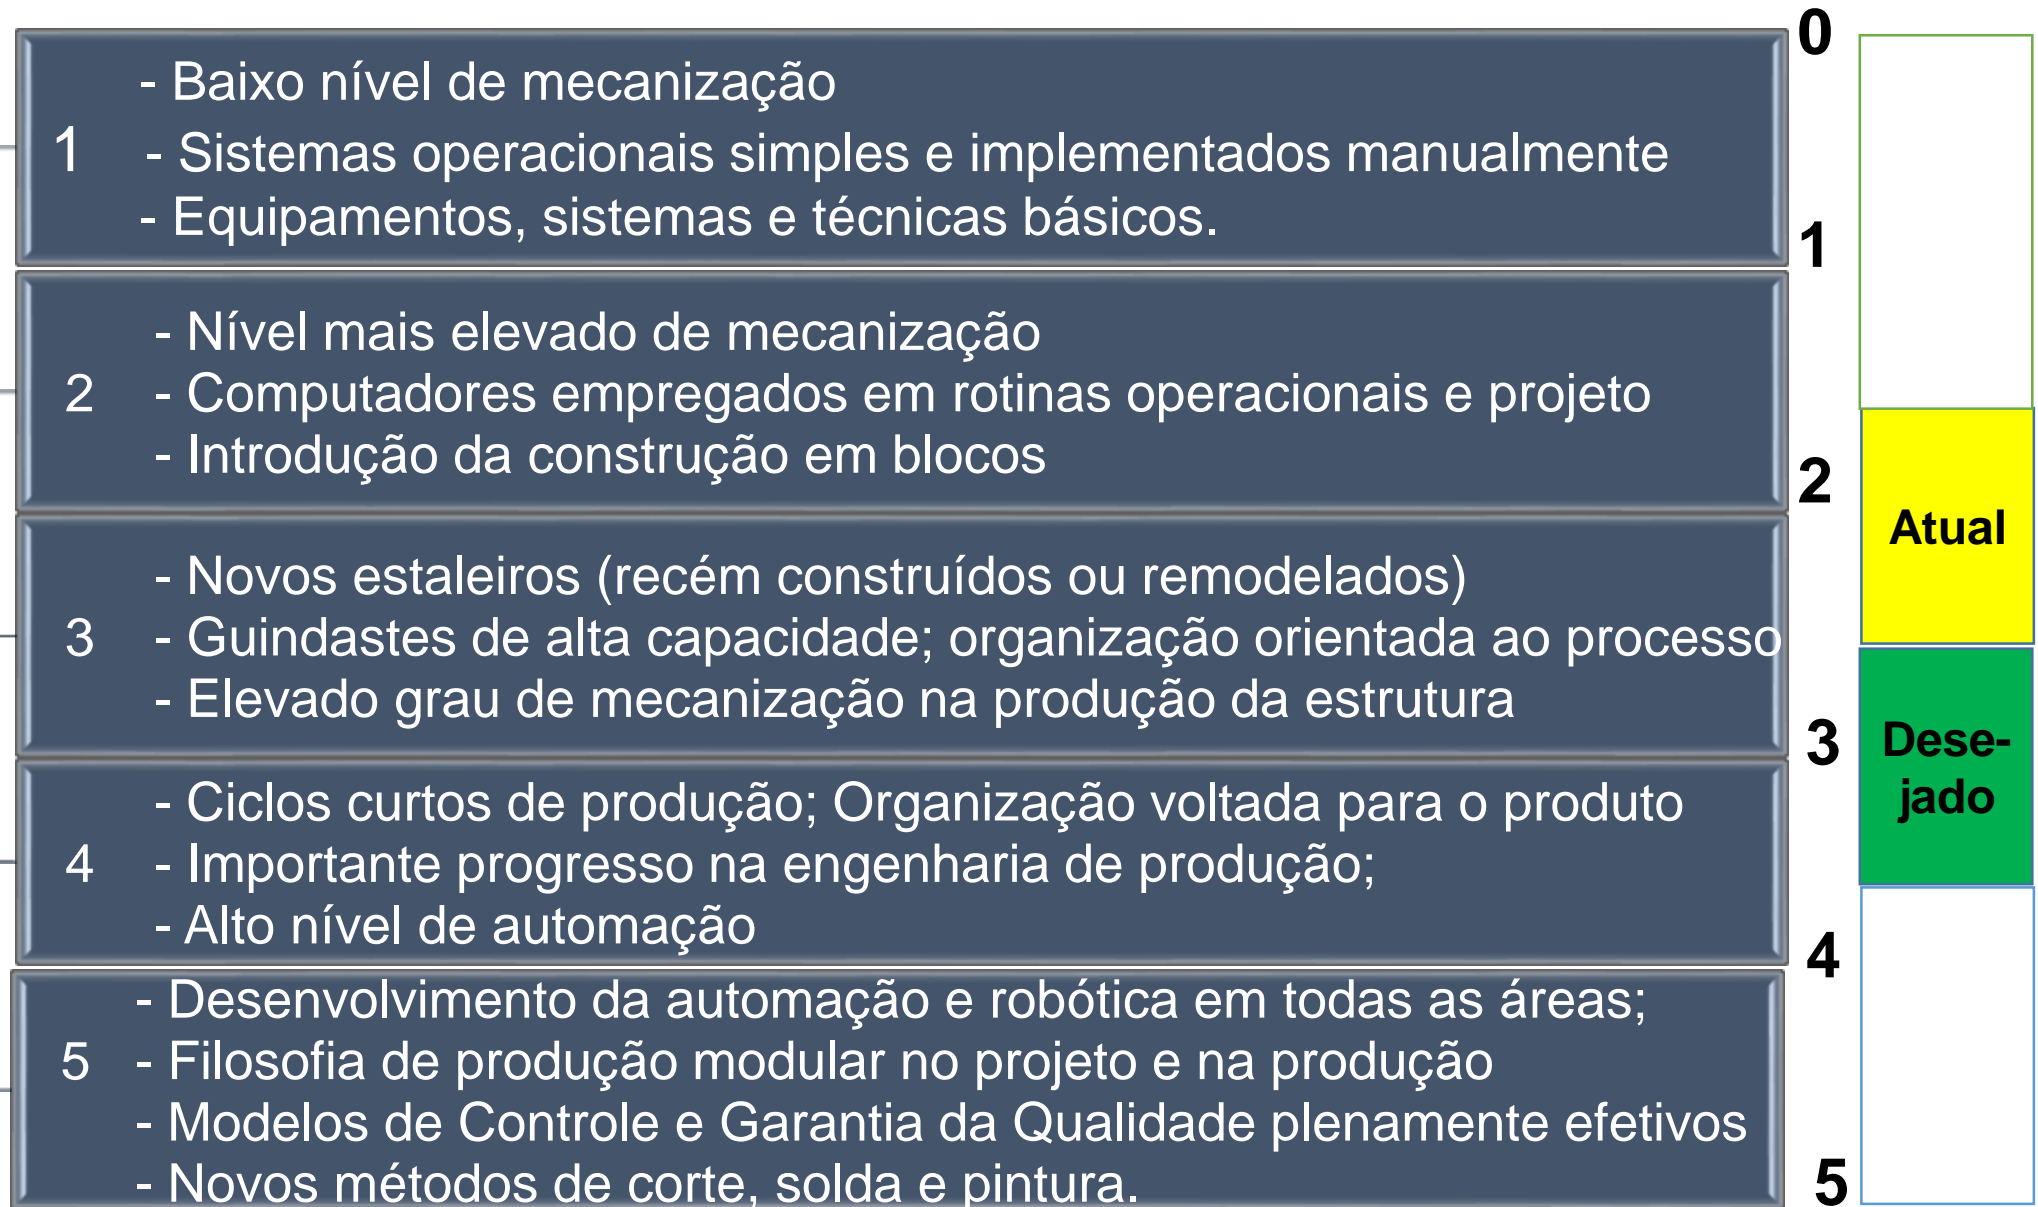 0
- Baixo nível de mecanização
1 - Sistemas operacionais simples e implementados manualmente
- Equipamentos, sistemas e técnicas básicos.
1
- Nível mais elevado de mecanização
2 - Computadores empregados em rotinas operacionais e projeto
- Introdução da construção em blocos
2
Atual
- Novos estaleiros (recém construídos ou remodelados)
3 - Guindastes de alta capacidade; organização orientada ao processo
- Elevado grau de mecanização na produção da estrutura
3
Dese-
jado
- Ciclos curtos de produção; Organização voltada para o produto
4 - Importante progresso na engenharia de produção;
- Alto nível de automação
4
- Desenvolvimento da automação e robótica em todas as áreas;
5 - Filosofia de produção modular no projeto e na produção
- Modelos de Controle e Garantia da Qualidade plenamente efetivos
- Novos métodos de corte, solda e pintura.
5